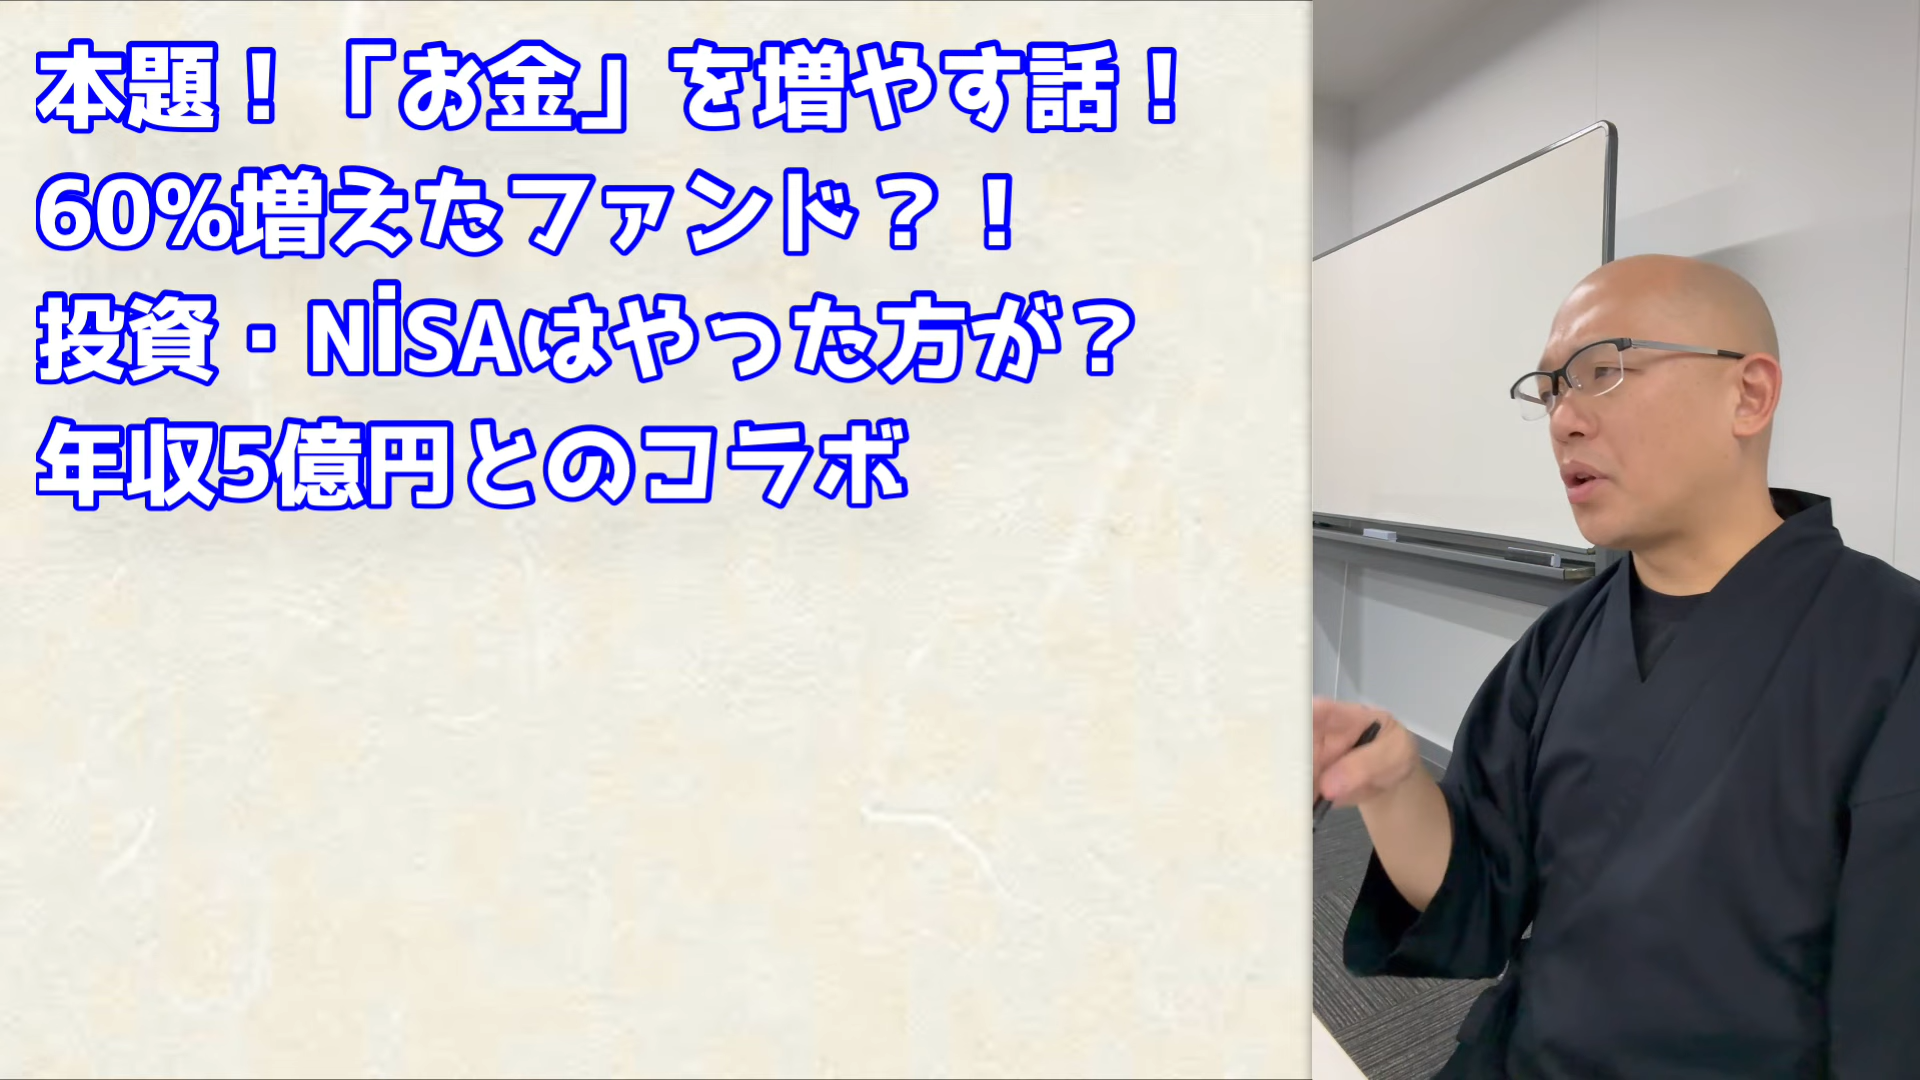 本題！「お金」を増やす話！
60%増えたファンド？！
投資・NiSAはやった方が？
年収5億円とのコラボ